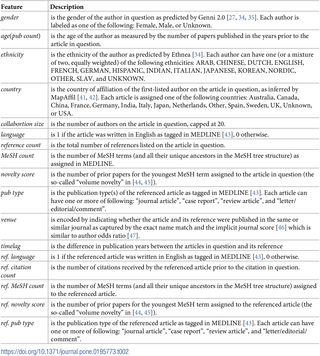 Feature Description
gender is the gender of the author in question as predicted by Genni 2.0 [27, 34, 35]. Each author is
labeled as one of the following: Female, Male, or Unknown.
age(pub count) is the age of the author as measured by the number of papers published in the years prior to the
article in question.
ethnicity is the ethnicity of the author as predicted by Ethnea [34]. Each author can have one (or a mixture
of two, equally weighted) of the following ethnicities: ARAB, CHINESE, DUTCH, ENGLISH,
FRENCH, GERMAN, HISPANIC, INDIAN, ITALIAN, JAPANESE, KOREAN, NORDIC,
OTHER, SLAV, and UNKNOWN.
country is the country of affiliation of the first-listed author on the article in question, as inferred by
MapAffil [41, 42]. Each article is assigned one of the following countries: Australia, Canada,
China, France, Germany, India, Italy, Japan, Netherlands, Other, Spain, Sweden, UK, Unknown,
or USA.
collabortion size is the number of authors on the article in question, capped at 20.
language is 1 if the article was written in English as tagged in MEDLINE [43], 0 otherwise.
reference count is the total number of references listed on the article in question.
MeSH count is the number of MeSH terms (and all their unique ancestors in the MeSH tree structure) as
assigned in MEDLINE.
novelty score is the number of prior papers for the youngest MeSH term assigned to the article in question (the
so-called "volume novelty" in [44, 45]).
pub type is the publication type(s) of the referenced article as tagged in MEDLINE [43]. Each article can
have one or more of following: "journal article", "case report", "review article", and "letter/
editorial/comment".
venue is encoded by indicating whether the article and its reference were published in the same or
similar journal as captured by the exact name match and the implicit journal score [46] which is
similar to author odds ratio [47].
timelag is the difference in publication years between the articles in question and its reference
ref. language is 1 if the referenced article was written in English as tagged in MEDLINE [43], 0 otherwise.
ref. citation
count is the number of citations received by the referenced article prior to the citation in question.
ref. MeSH count is the number of MeSH terms (and all their unique ancestors in the MeSH tree structure) assigned
to the referenced article.
ref. novelty score is the number of prior papers for the youngest MeSH term assigned to the referenced article (the
so-called "volume novelty" in [44, 45]).
ref. pub type is the publication type of the referenced article as tagged in MEDLINE [43]. Each article can have
one or more of following: "journal article", "case report", "review article", and "letter/editorial/
comment".
https://doi.org/10.1371/journal.pone.0195773.t002